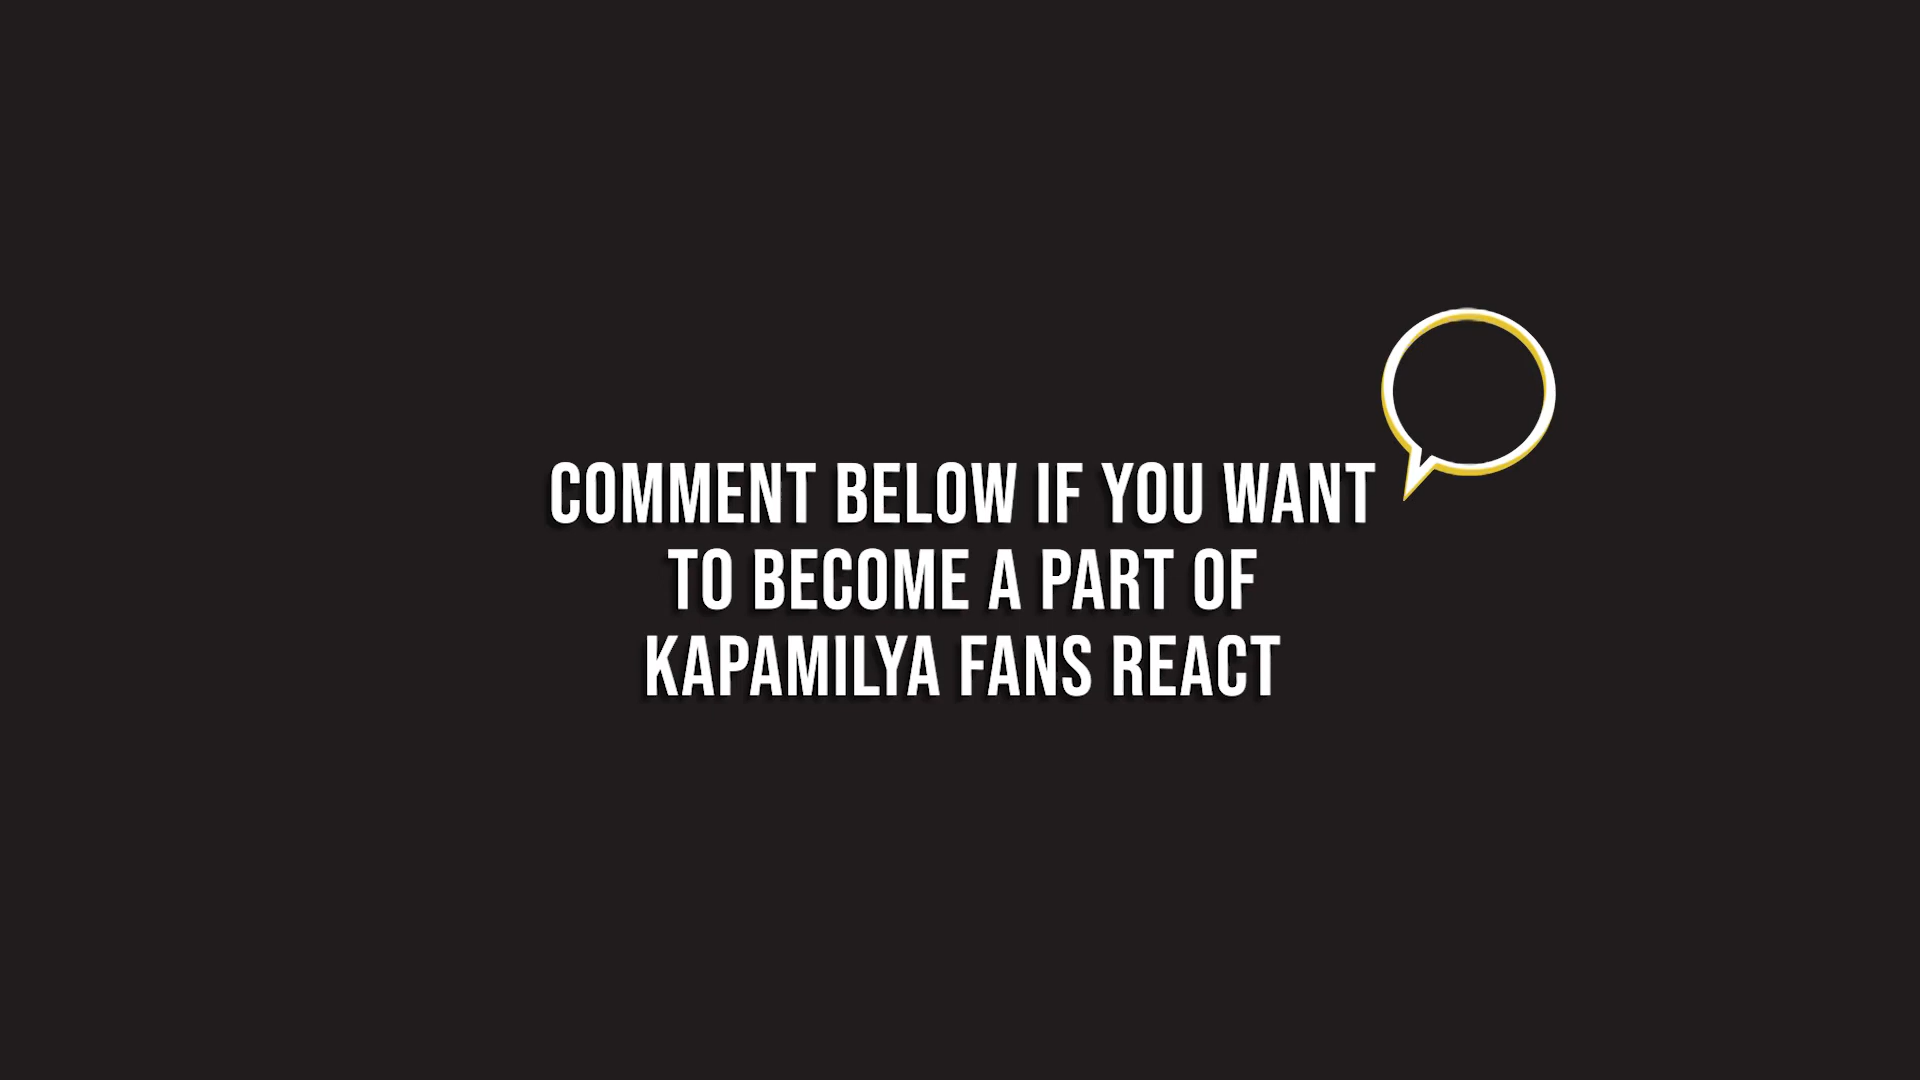 COMMENT BELOW IF YOU WANT
TO BECOME A PART OF
KAPAMILYA FANS REACT